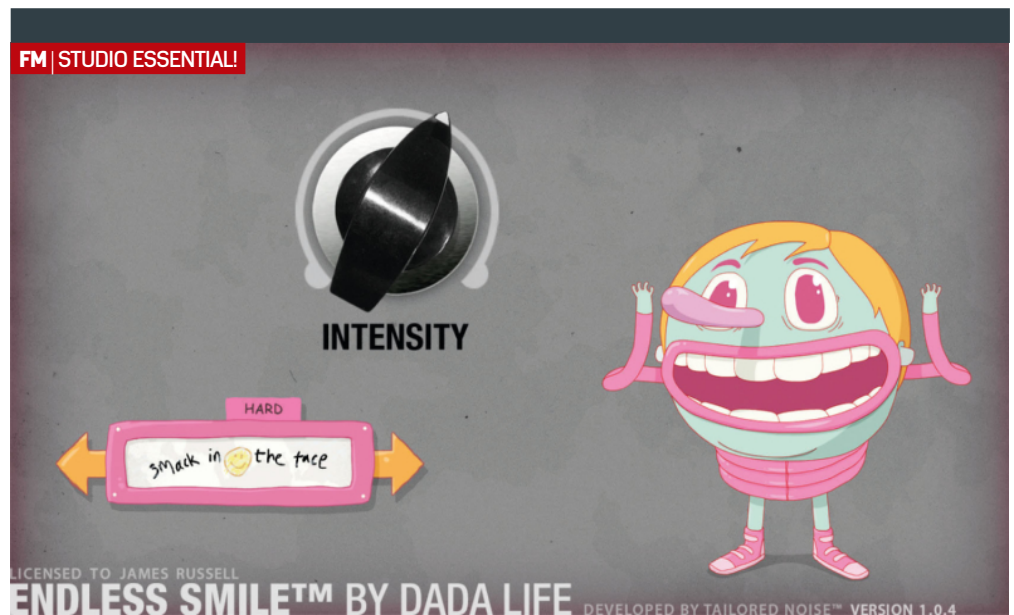 FM | STUDIO ESSENTIAL!
INTENSITY
HARD
smack in the face
LICENSED TO JAMES RUSSELL
ENDLESS SMILE™ BY DADA LIFE DEVELOPED BY TAILORED NOISE™ VERSION 1.0.4